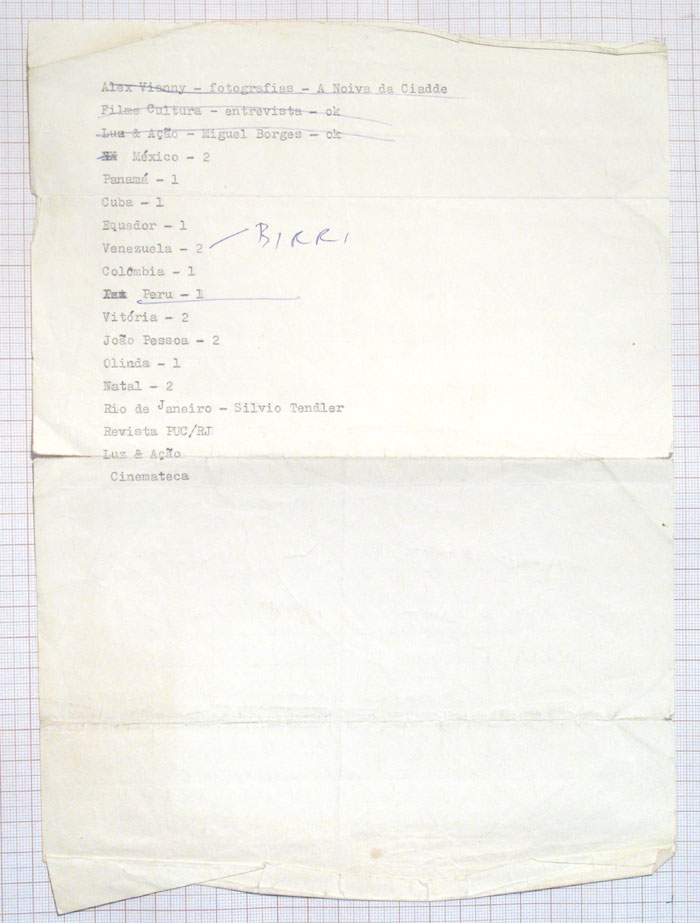 Alex Vianny - fotografias - A Noiva da Ciadde
Filme Cultura - entrevista - ok
Luz & Ação - Miguel Borges - ok
México - 2
Panamá - 1
Cuba - 1
Equador - 1
Venezuela - 2 BIRRI
Colômbia - 1
Peru - 1
Vitória - 2
João Pessoa - 2
Olinda - 1
Natal - 2
Rio de Janeiro - Silvio Tendler
Revista PUC/RJ
Luz & Ação
Cinemateca